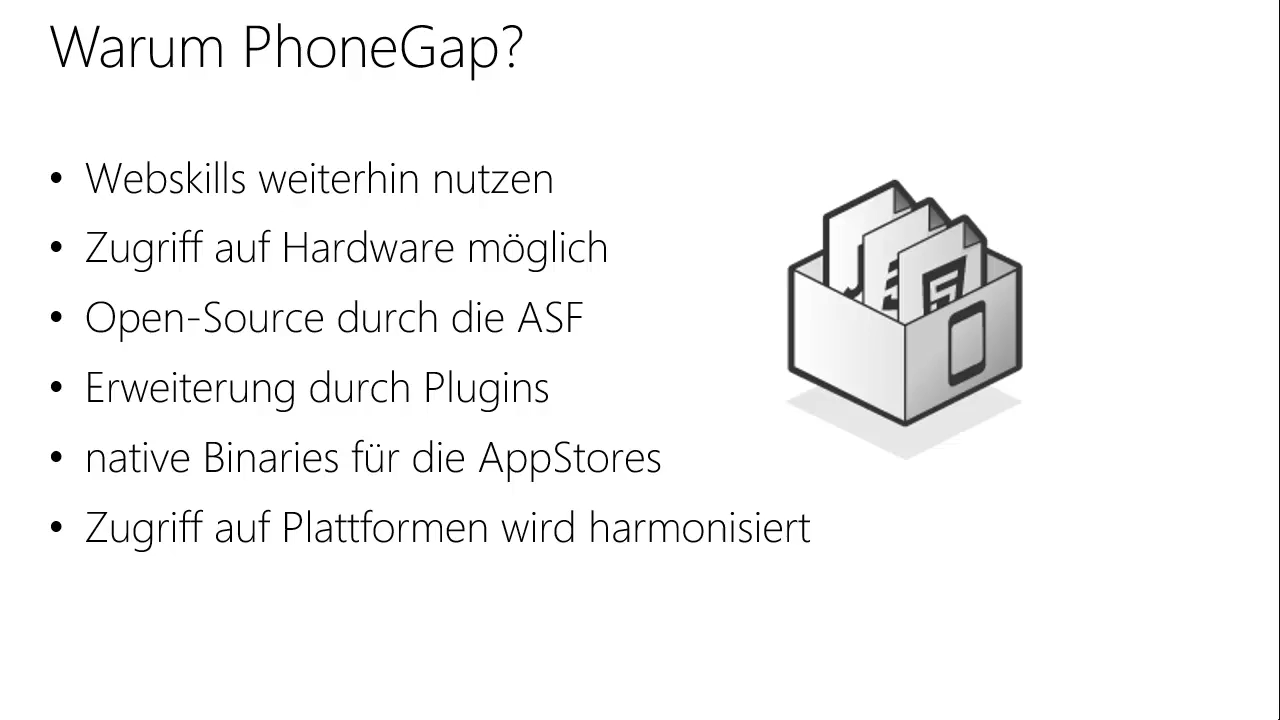 Warum PhoneGap?
• Webskills weiterhin nutzen
• Zugriff auf Hardware möglich
• Open-Source durch die ASF
• Erweiterung durch Plugins
• native Binaries für die AppStores
• Zugriff auf Plattformen wird harmonisiert